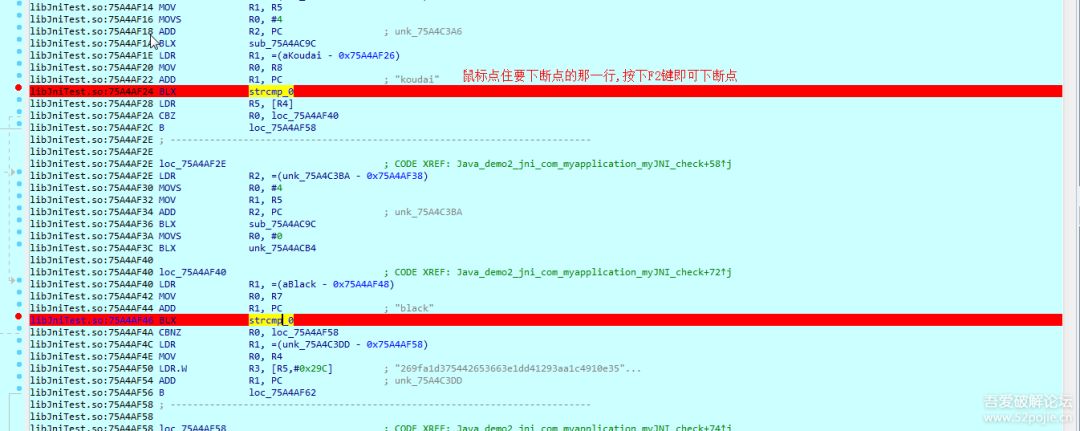 libJniTest.so:75A4AF14 MOV R1, R5
libJniTest.so:75A4AF16 MOVS R0, #4
libJniTest.so:75A4AF18 ADD R2, PC ; unk_75A4C3A6
libJniTest.so:75A4AF1A BLX sub_75A4AC9C
libJniTest.so:75A4AF1E LDR R1, =(aKoudai - 0x75A4AF26)
libJniTest.so:75A4AF20 MOV R0, R8
libJniTest.so:75A4AF22 ADD R1, PC ; "koudai" 鼠标点住要下断点的那一行,按下F2键即可下断点
libJniTest.so:75A4AF24 BLX strcmp_0
libJniTest.so:75A4AF28 LDR R5, [R4]
libJniTest.so:75A4AF2A CBZ R0, loc_75A4AF40
libJniTest.so:75A4AF2C B loc_75A4AF58
libJniTest.so:75A4AF2E ; ---------------------------------------------------------------------------
libJniTest.so:75A4AF2E
libJniTest.so:75A4AF2E loc_75A4AF2E ; CODE XREF: Java_demo2_jni_com_myapplication_myJNI_check+58↑j
libJniTest.so:75A4AF2E LDR R2, =(unk_75A4C3BA - 0x75A4AF38)
libJniTest.so:75A4AF30 MOVS R0, #4
libJniTest.so:75A4AF32 MOV R1, R5
libJniTest.so:75A4AF34 ADD R2, PC ; unk_75A4C3BA
libJniTest.so:75A4AF36 BLX sub_75A4AC9C
libJniTest.so:75A4AF3A MOVS R0, #0
libJniTest.so:75A4AF3C BLX unk_75A4ACB4
libJniTest.so:75A4AF40
libJniTest.so:75A4AF40 loc_75A4AF40 ; CODE XREF: Java_demo2_jni_com_myapplication_myJNI_check+72↑j
libJniTest.so:75A4AF40 LDR R1, =(aBlack - 0x75A4AF48)
libJniTest.so:75A4AF42 MOV R0, R7
libJniTest.so:75A4AF44 ADD R1, PC ; "black"
libJniTest.so:75A4AF46 BLX strcmp_0
libJniTest.so:75A4AF4A CBNZ R0, loc_75A4AF58
libJniTest.so:75A4AF4C LDR R1, =(unk_75A4C3DD - 0x75A4AF58)
libJniTest.so:75A4AF4E MOV R0, R4
libJniTest.so:75A4AF50 LDR.W R3, [R5,#0x29C] ; "269fa1d375442653663e1dd41293aa1c4910e35"...
libJniTest.so:75A4AF54 ADD R1, PC ; unk_75A4C3DD
libJniTest.so:75A4AF56 B loc_75A4AF62
libJniTest.so:75A4AF58 ; ---------------------------------------------------------------------------
libJniTest.so:75A4AF58
libJniTest.so:75A4AF58 loc_75A4AF58 ; CODE XREF: Java_demo2_jni_com_myapplication_myJNI_check+74↑j
吾爱破解论坛
www.52pojie.cn